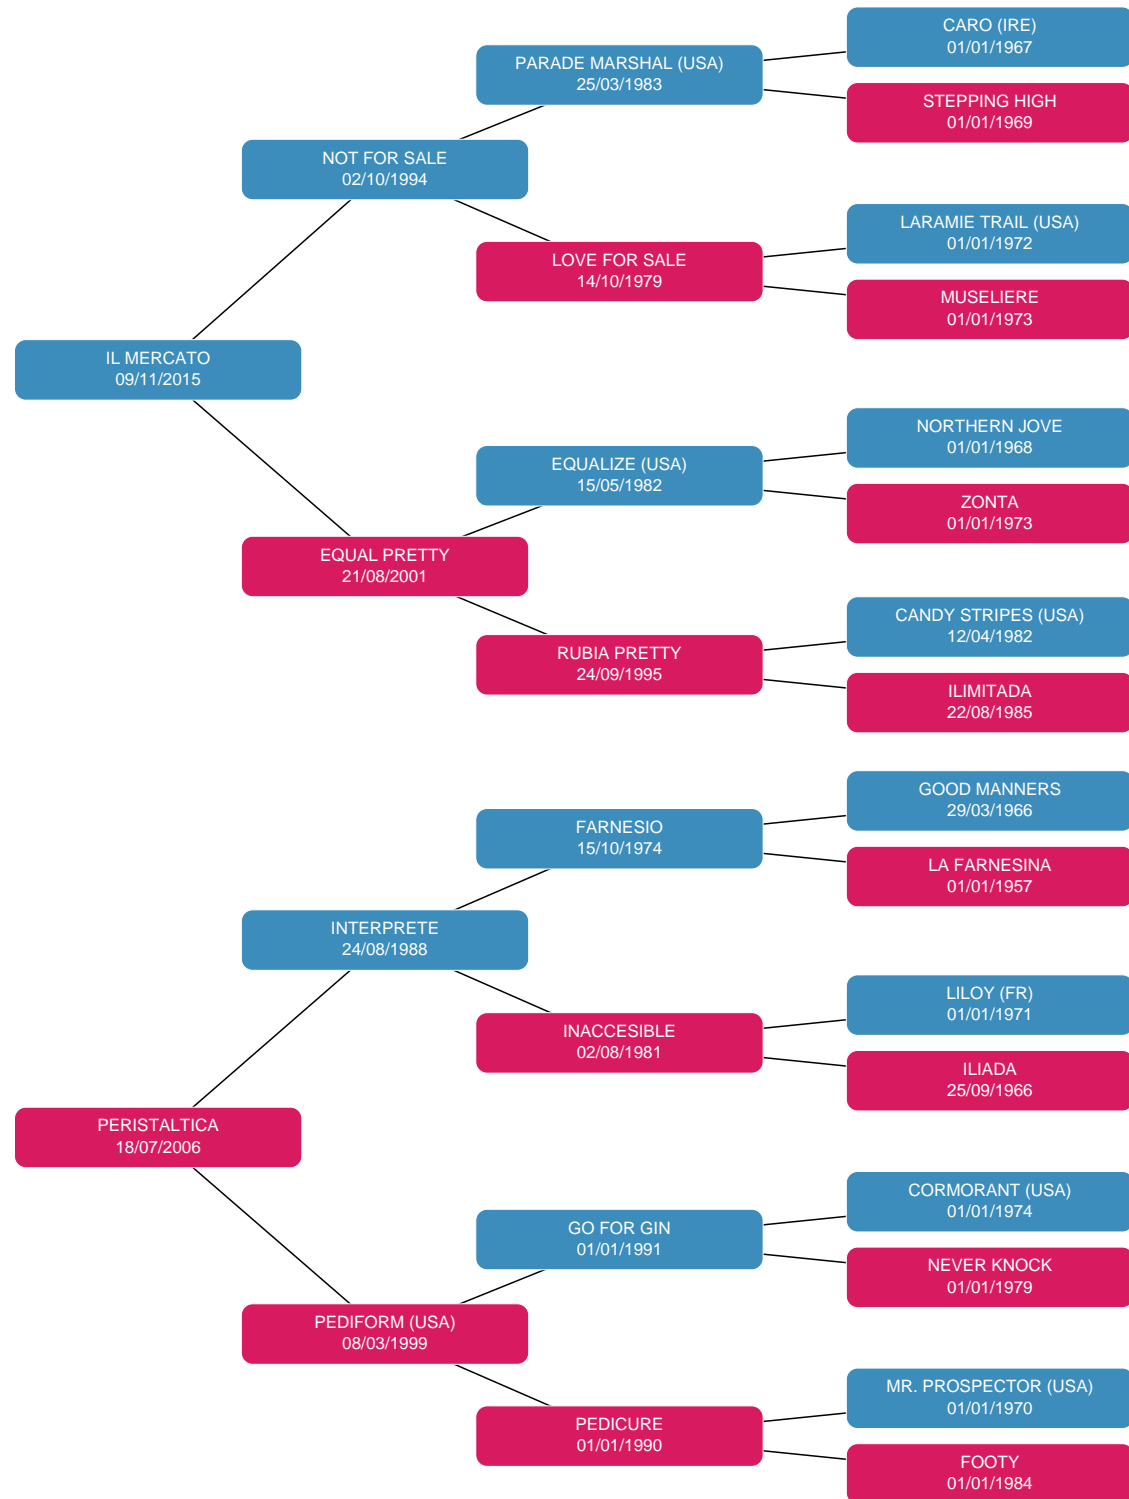 CARO (IRE)
01/01/1967
PARADE MARSHAL (USA)
25/03/1983
STEPPING HIGH
01/01/1969
NOT FOR SALE
02/10/1994
LARAMIE TRAIL (USA)
01/01/1972
LOVE FOR SALE
14/10/1979
MUSELIERE
01/01/1973
IL MERCATO
09/11/2015
NORTHERN JOVE
01/01/1968
EQUALIZE (USA)
15/05/1982
ZONTA
01/01/1973
EQUAL PRETTY
21/08/2001
CANDY STRIPES (USA)
12/04/1982
RUBIA PRETTY
24/09/1995
ILIMITADA
22/08/1985
GOOD MANNERS
29/03/1966
FARNESIO
15/10/1974
LA FARNESINA
01/01/1957
INTERPRETE
24/08/1988
LILOY (FR)
01/01/1971
INACCESIBLE
02/08/1981
ILIADA
25/09/1966
PERISTALTICA
18/07/2006
CORMORANT (USA)
01/01/1974
GO FOR GIN
01/01/1991
NEVER KNOCK
01/01/1979
PEDIFORM (USA)
08/03/1999
MR. PROSPECTOR (USA)
01/01/1970
PEDICURE
01/01/1990
FOOTY
01/01/1984